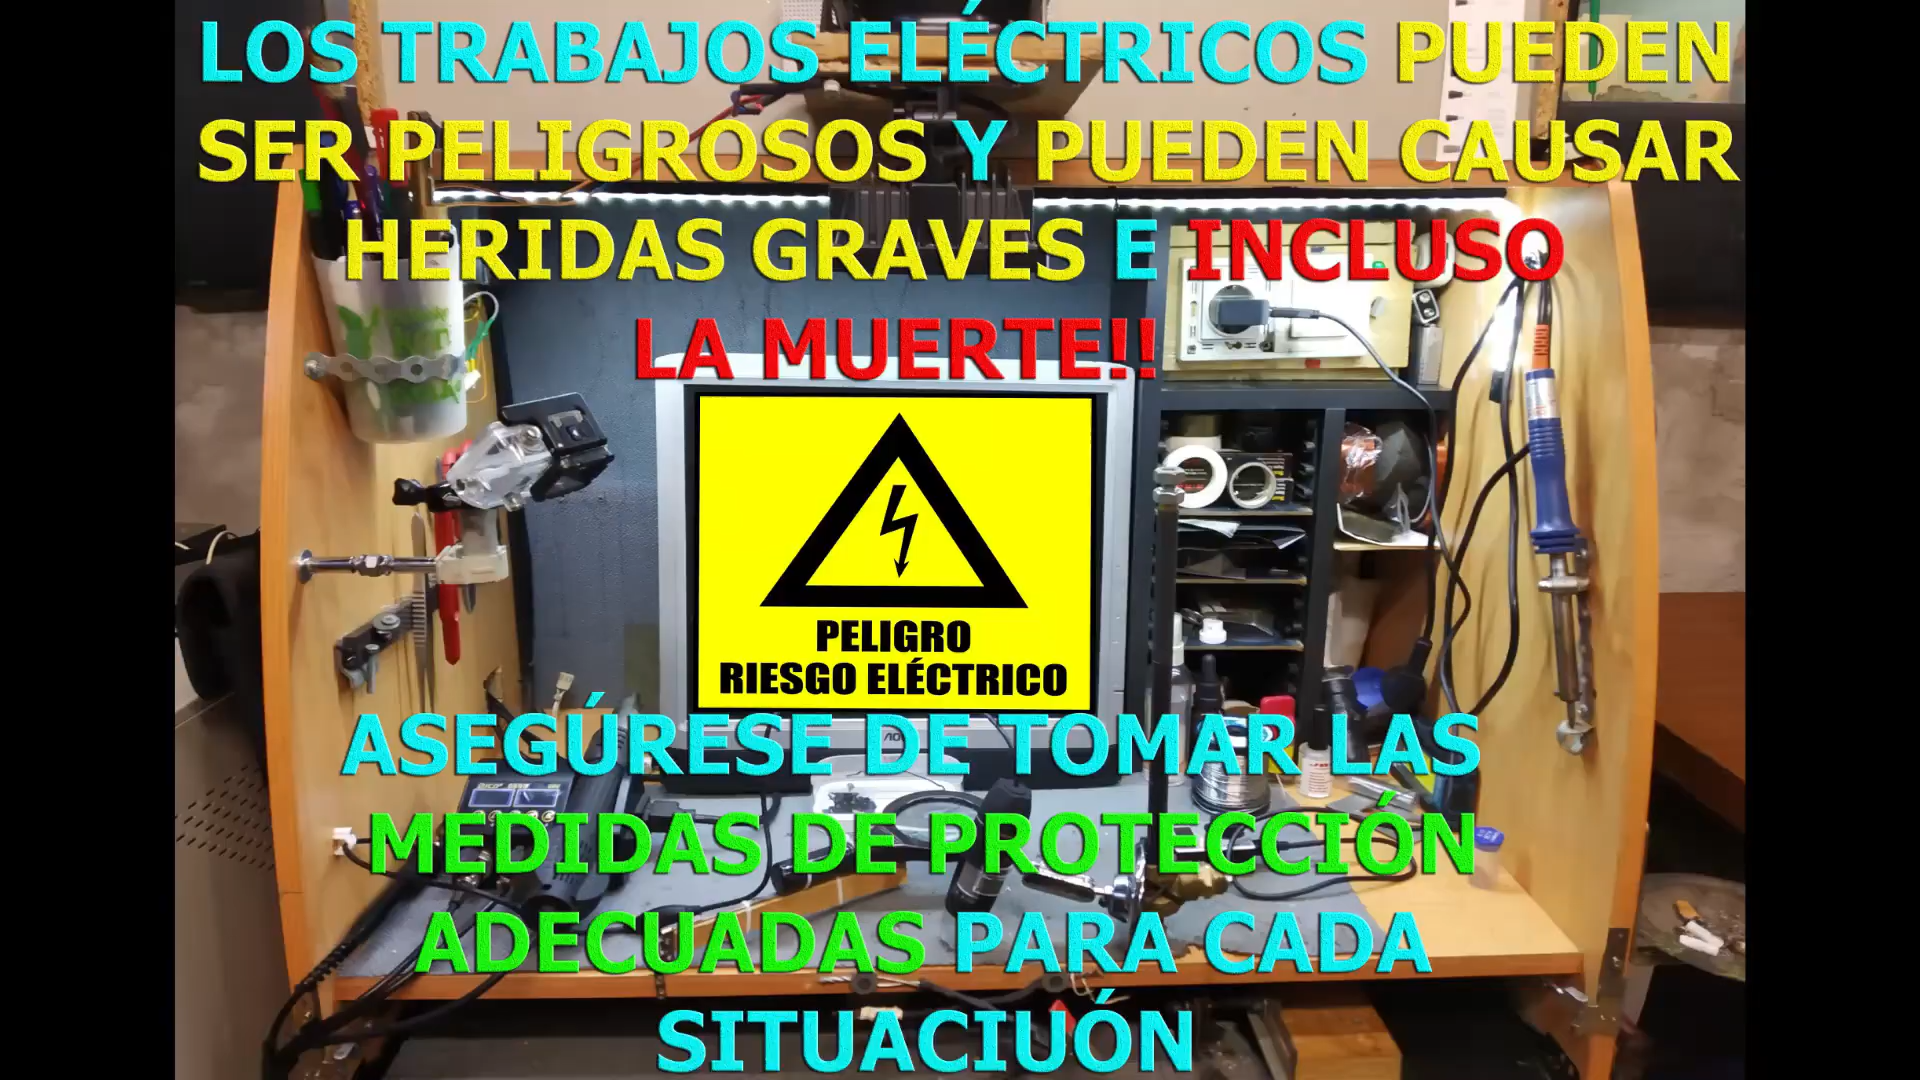 LOS TRABAJOS ELÉCTRICOS PUEDEN
SER PELIGROSOS Y PUEDEN CAUSAR
HERIDAS GRAVES E INCLUSO
LA MUERTE!!
PELIGRO
RIESGO ELÉCTRICO
ASEGÚRESE DE TOMAR LAS
MEDIDAS DE PROTECCIÓN
ADECUADAS PARA CADA
SITUACIUÓN